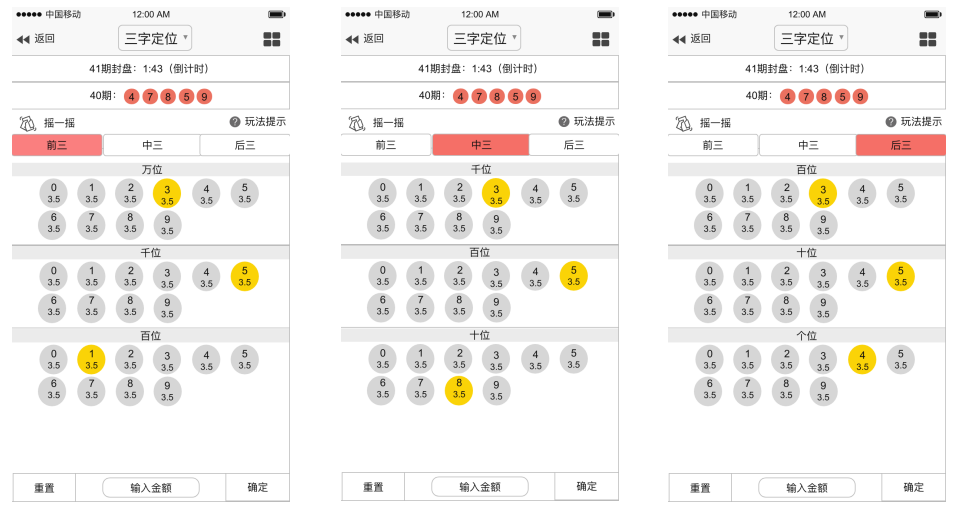 ●●●●● 中国移动 12:00 AM
返回 三字定位 ▼
41期封盘：1:43（倒计时）
40期： 4 7 8 5 9
摇一摇 ? 玩法提示
前三 中三 后三
万位
0 1 2 3 4 5
3.5 3.5 3.5 3.5 3.5 3.5
6 7 8 9
3.5 3.5 3.5 3.5
千位
0 1 2 3 4 5
3.5 3.5 3.5 3.5 3.5 3.5
6 7 8 9
3.5 3.5 3.5 3.5
百位
0 1 2 3 4 5
3.5 3.5 3.5 3.5 3.5 3.5
6 7 8 9
3.5 3.5 3.5 3.5
重置 输入金额 确定
●●●●● 中国移动 12:00 AM
返回 三字定位 ▼
41期封盘：1:43（倒计时）
40期： 4 7 8 5 9
摇一摇 ? 玩法提示
前三 中三 后三
千位
0 1 2 3 4 5
3.5 3.5 3.5 3.5 3.5 3.5
6 7 8 9
3.5 3.5 3.5 3.5
百位
0 1 2 3 4 5
3.5 3.5 3.5 3.5 3.5 3.5
6 7 8 9
3.5 3.5 3.5 3.5
十位
0 1 2 3 4 5
3.5 3.5 3.5 3.5 3.5 3.5
6 7 8 9
3.5 3.5 3.5 3.5
重置 输入金额 确定
●●●●● 中国移动 12:00 AM
返回 三字定位 ▼
41期封盘：1:43（倒计时）
40期： 4 7 8 5 9
摇一摇 ? 玩法提示
前三 中三 后三
百位
0 1 2 3 4 5
3.5 3.5 3.5 3.5 3.5 3.5
6 7 8 9
3.5 3.5 3.5 3.5
十位
0 1 2 3 4 5
3.5 3.5 3.5 3.5 3.5 3.5
6 7 8 9
3.5 3.5 3.5 3.5
个位
0 1 2 3 4 5
3.5 3.5 3.5 3.5 3.5 3.5
6 7 8 9
3.5 3.5 3.5 3.5
重置 输入金额 确定